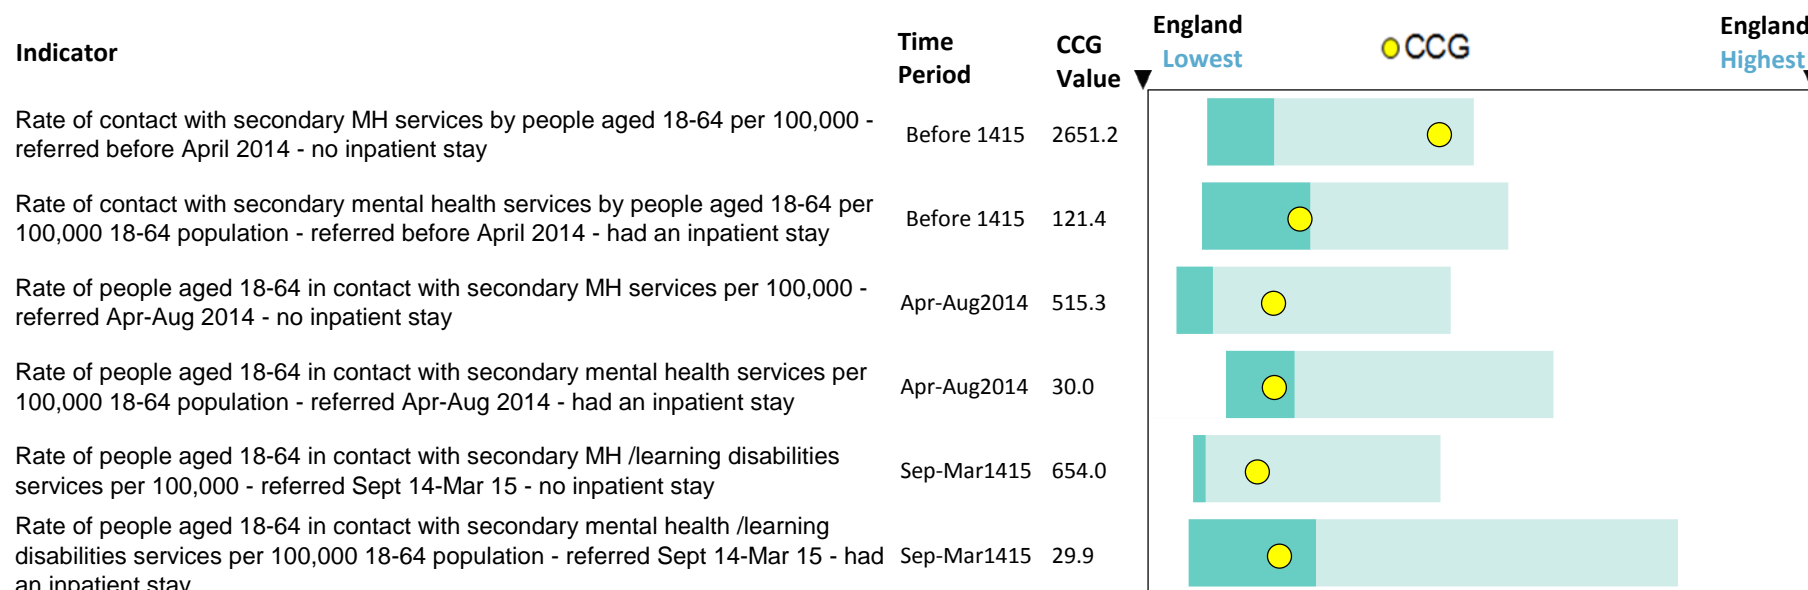 Indicator
Time Period
CCG Value
England Lowest
CCG
England Highest
Rate of contact with secondary MH services by people aged 18-64 per 100,000 -
referred before April 2014 - no inpatient stay
Before 1415 2651.2
Rate of contact with secondary mental health services by people aged 18-64 per
100,000 18-64 population - referred before April 2014 - had an inpatient stay
Before 1415 121.4
Rate of people aged 18-64 in contact with secondary MH services per 100,000 -
referred Apr-Aug 2014 - no inpatient stay
Apr-Aug2014 515.3
Rate of people aged 18-64 in contact with secondary mental health services per
100,000 18-64 population - referred Apr-Aug 2014 - had an inpatient stay
Apr-Aug2014 30.0
Rate of people aged 18-64 in contact with secondary MH /learning disabilities
services per 100,000 - referred Sept 14-Mar 15 - no inpatient stay
Sep-Mar1415 654.0
Rate of people aged 18-64 in contact with secondary mental health /learning
disabilities services per 100,000 18-64 population - referred Sept 14-Mar 15 - had
an inpatient stay
Sep-Mar1415 29.9